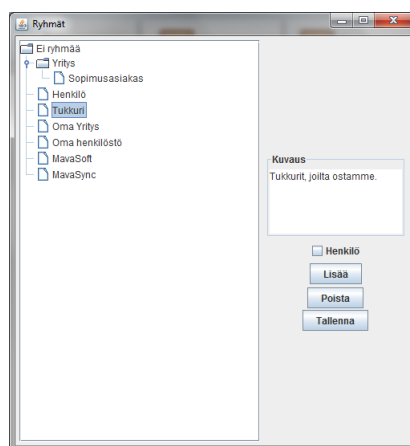 Ryhmät
Ei ryhmää
Yritys
Sopimusasiakas
Henkilö
Tukkuri
Oma Yritys
Oma henkilöstö
MavaSoft
MavaSync
Kuvaus
Tukkurit, joilta ostamme.
Henkilö
Lisää
Poista
Tallenna